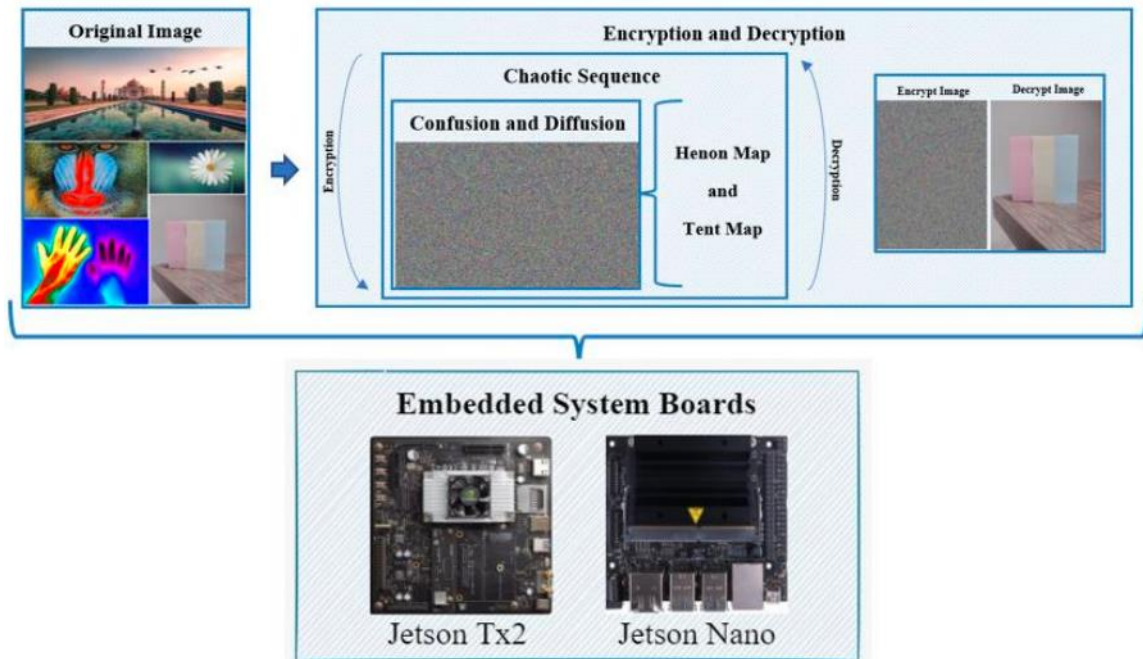 Original Image
Encryption and Decryption
Encryption
Chaotic Sequence
Confusion and Diffusion
Henon Map
and
Tent Map
Decryption
Encrypt Image
Decrypt Image
Embedded System Boards
Jetson Tx2
Jetson Nano